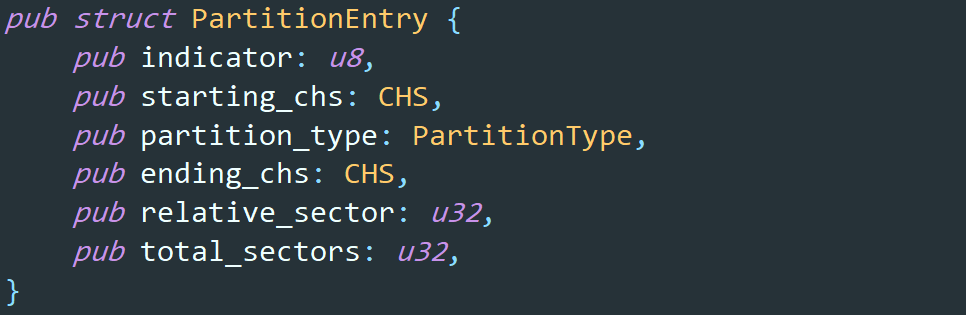 pub struct PartitionEntry {
    pub indicator: u8,
    pub starting_chs: CHS,
    pub partition_type: PartitionType,
    pub ending_chs: CHS,
    pub relative_sector: u32,
    pub total_sectors: u32,
}